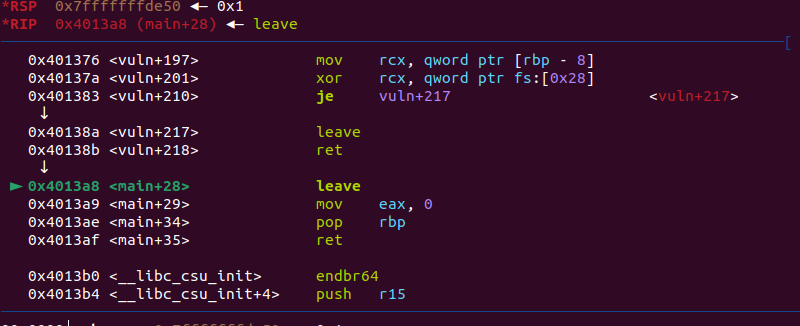 *RSP  0x7fffffffde50 ◂— 0x1
*RIP  0x4013a8 (main+28) ◂— leave
[
0x401376 <vuln+197> mov rcx, qword ptr [rbp - 8]
0x40137a <vuln+201> xor rcx, qword ptr fs:[0x28]
0x401383 <vuln+210> je vuln+217 <vuln+217>
↓
0x40138a <vuln+217> leave
0x40138b <vuln+218> ret
↓
► 0x4013a8 <main+28> leave
0x4013a9 <main+29> mov eax, 0
0x4013ae <main+34> pop rbp
0x4013af <main+35> ret
0x4013b0 <__libc_csu_init> endbr64
0x4013b4 <__libc_csu_init+4> push r15